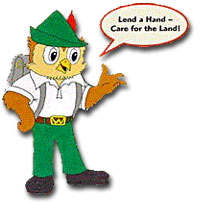 Lend a Hand –
Care for the Land!
W